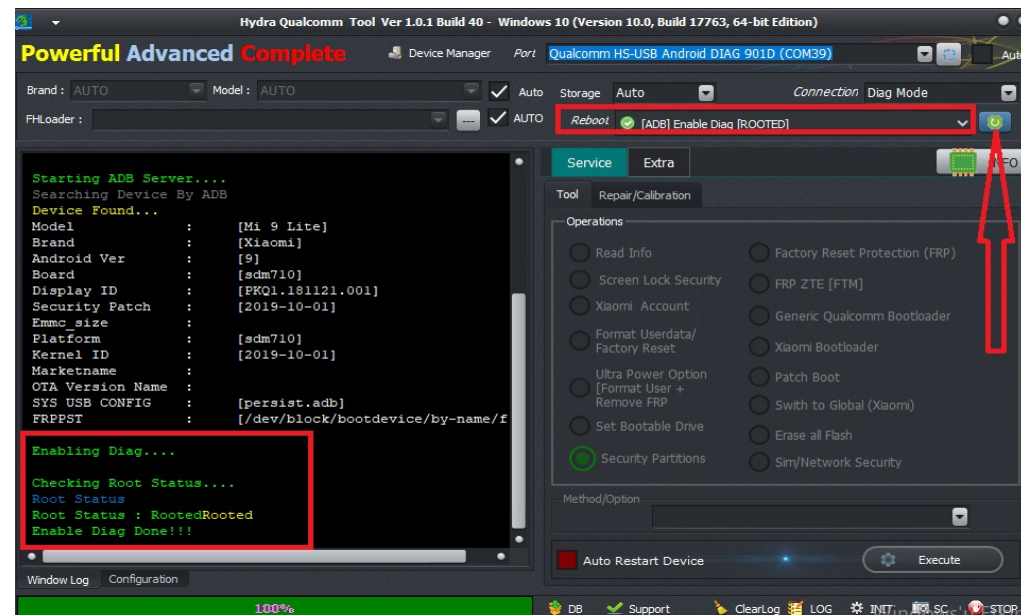 Hydra Qualcomm Tool Ver 1.0.1 Build 40 - Windows 10 (Version 10.0, Build 17763, 64-bit Edition)
Powerful Advanced Complete
Device Manager
Port Qualcomm HS-USB Android DIAG 901D (COM39)
Aut
Brand : AUTO Model : AUTO Auto
Storage Auto Connection Diag Mode
FHLoader : ... AUTO
Reboot [ADB] Enable Diag [ROOTED]
Starting ADB Server....
Searching Device By ADB
Device Found...
Model : [Mi 9 Lite]
Brand : [Xiaomi]
Android Ver : [9]
Board : [sdm710]
Display ID : [PKQ1.181121.001]
Security Patch : [2019-10-01]
Emmc_size :
Platform : [sdm710]
Kernel ID : [2019-10-01]
Marketname :
OTA Version Name :
SYS USB CONFIG : [persist.adb]
FRPPST : [/dev/block/bootdevice/by-name/f
Enabling Diag....
Checking Root Status....
Root Status
Root Status : RootedRooted
Enable Diag Done!!!
Window Log Configuration
100%
Service Extra
NFO
Tool Repair/Calibration
Operations
Read Info
Screen Lock Security
Xiaomi Account
Format Userdata/
Factory Reset
Ultra Power Option
[Format User +
Remove FRP
Set Bootable Drive
Security Partitions
Factory Reset Protection (FRP)
FRP ZTE [FTM]
Generic Qualcomm Bootloader
Xiaomi Bootloader
Patch Boot
Swith to Global (Xiaomi)
Erase all Flash
Sim/Network Security
Method/Option
Auto Restart Device
Execute
DB Support ClearLog LOG INIT SC STOP